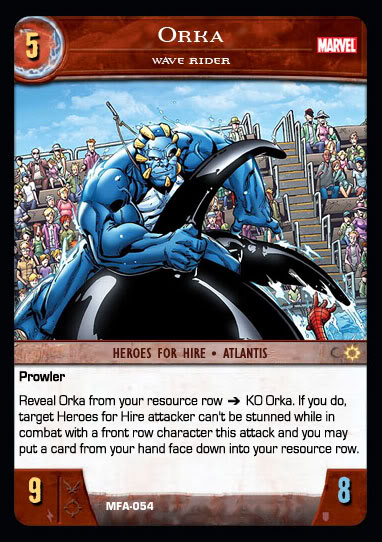 5
Orka
WAVE RIDER
MARVEL
HEROES FOR HIRE • ATLANTIS
C
Prowler
Reveal Orka from your resource row ➔ KO Orka. If you do,
target Heroes for Hire attacker can't be stunned while in
combat with a front row character this attack and you may
put a card from your hand face down into your resource row.
9
MFA-054
8